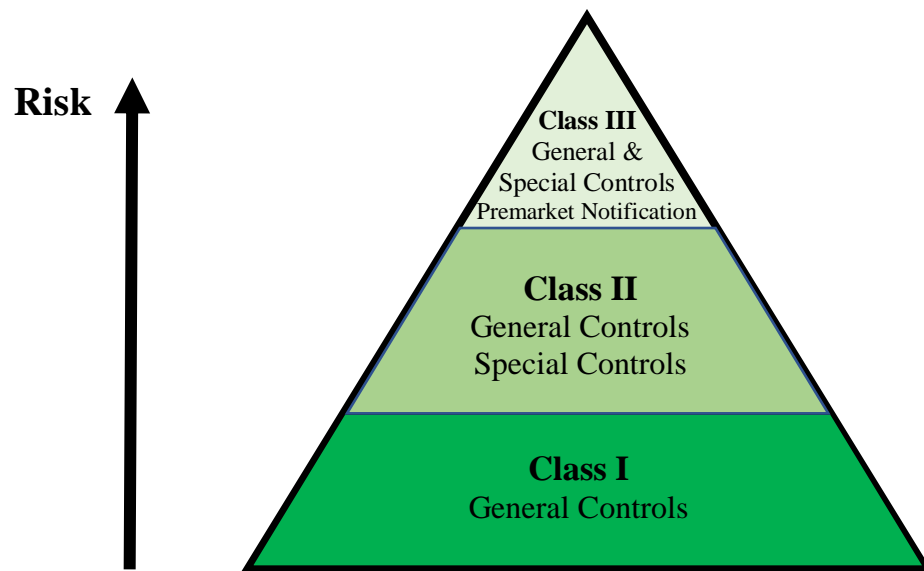 Risk
Class III
General &
Special Controls
Premarket Notification
Class II
General Controls
Special Controls
Class I
General Controls